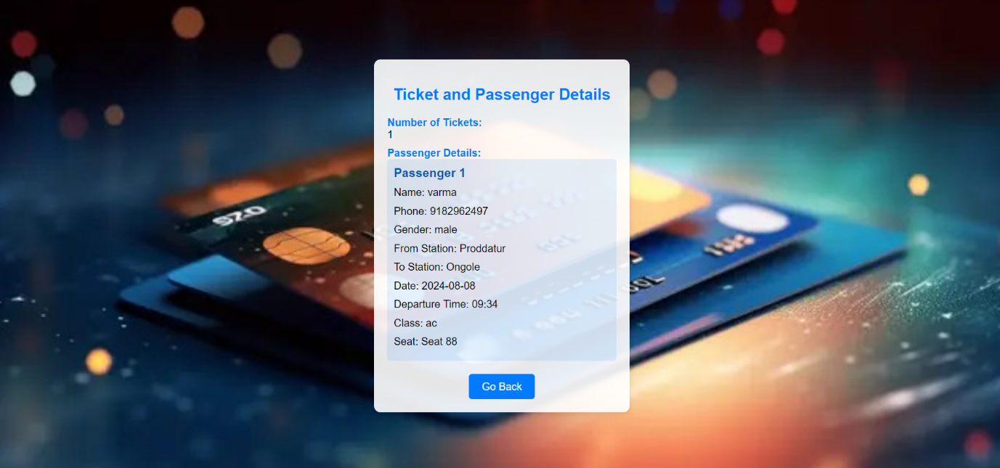 Ticket and Passenger Details
Number of Tickets:
1
Passenger Details:
Passenger 1
Name: varma
Phone: 9182962497
Gender: male
From Station: Proddatur
To Station: Ongole
Date: 2024-08-08
Departure Time: 09:34
Class: ac
Seat: Seat 88
Go Back